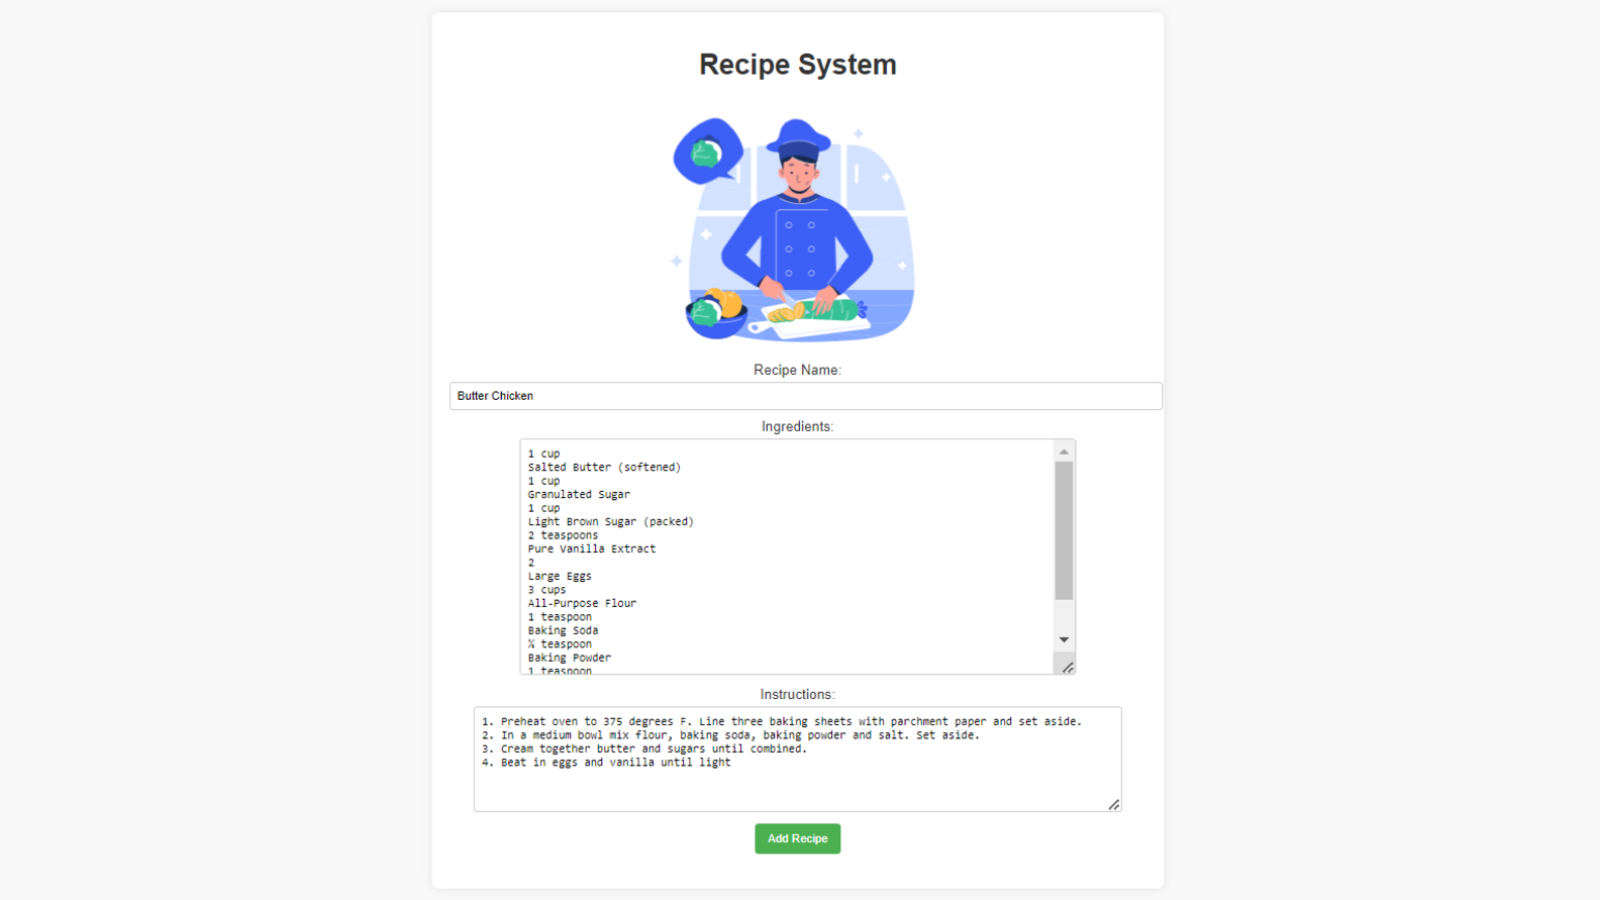 Recipe System
Recipe Name:
Butter Chicken
Ingredients:
1 cup
Salted Butter (softened)
1 cup
Granulated Sugar
1 cup
Light Brown Sugar (packed)
2 teaspoons
Pure Vanilla Extract
2
Large Eggs
3 cups
All-Purpose Flour
1 teaspoon
Baking Soda
½ teaspoon
Baking Powder
1 teaspoon
Instructions:
1. Preheat oven to 375 degrees F. Line three baking sheets with parchment paper and set aside.
2. In a medium bowl mix flour, baking soda, baking powder and salt. Set aside.
3. Cream together butter and sugars until combined.
4. Beat in eggs and vanilla until light
Add Recipe